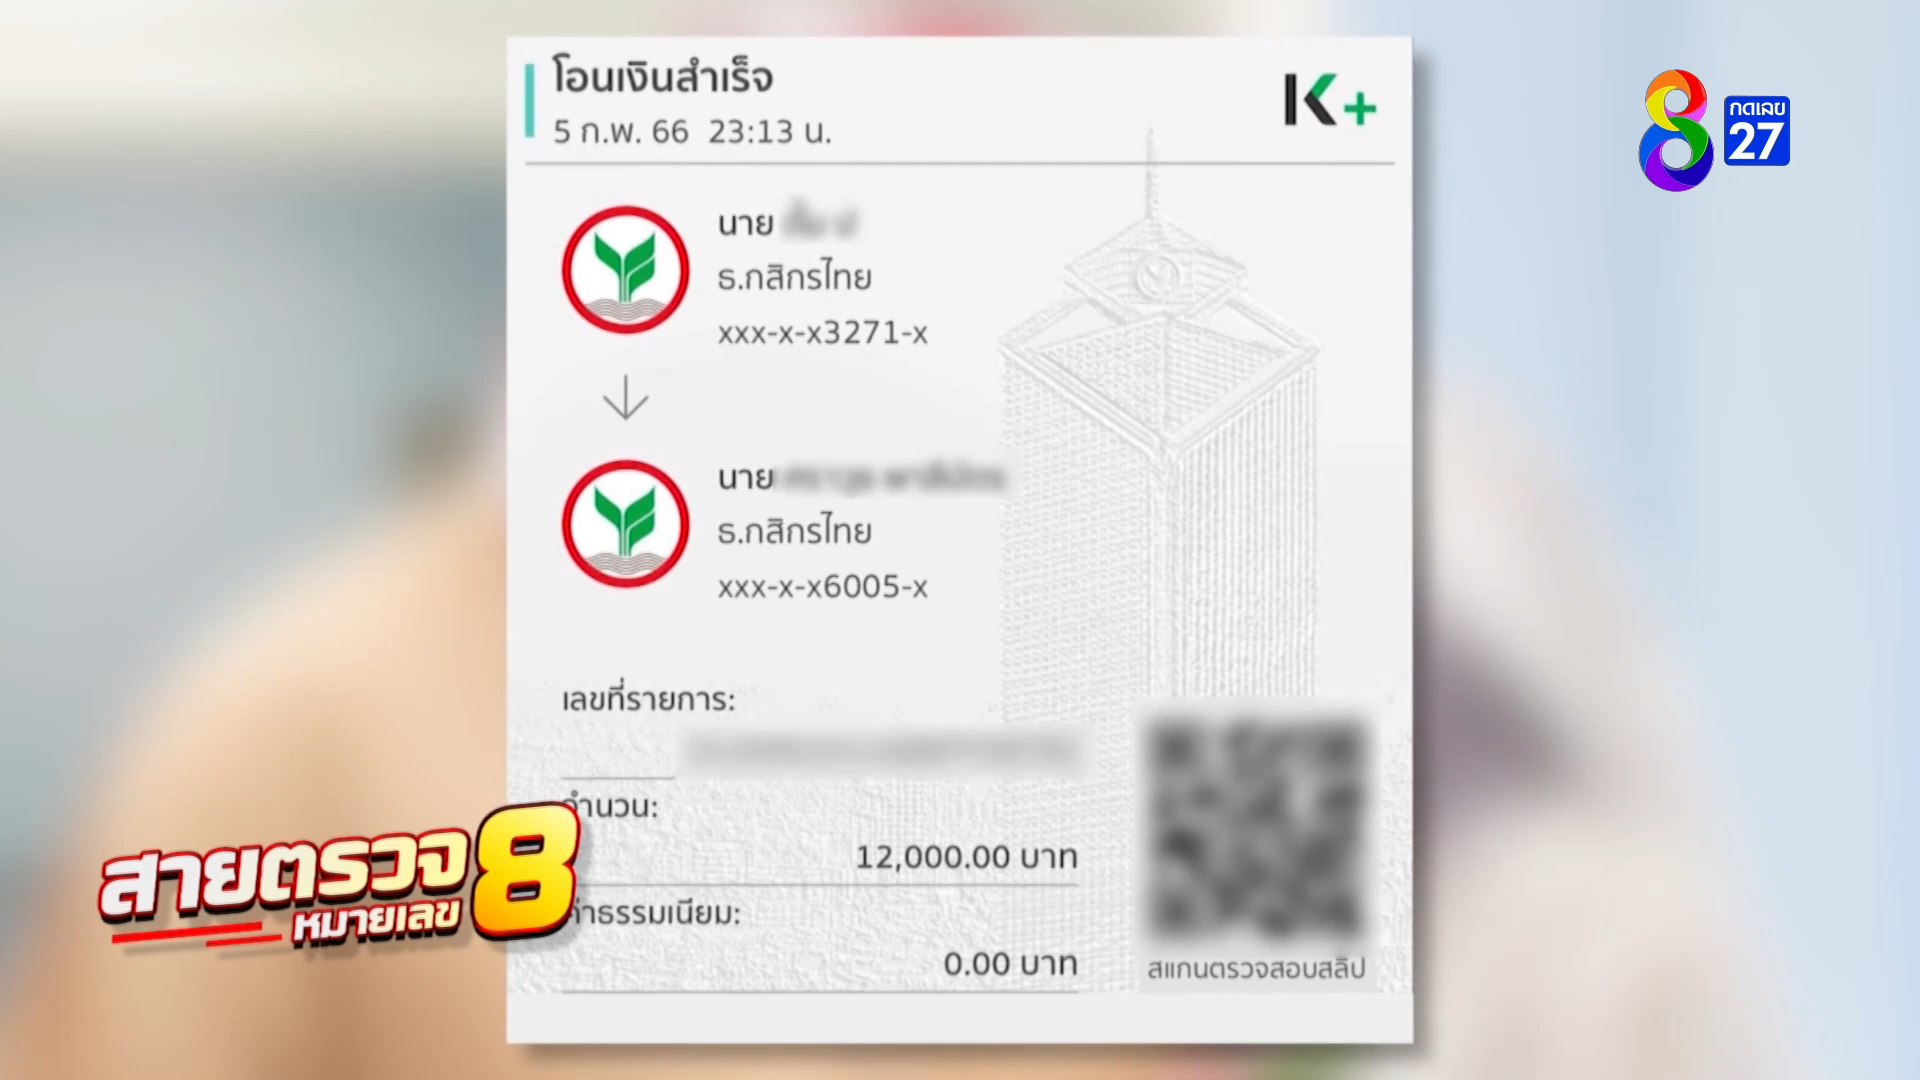 โอนเงินสำเร็จ
5 ก.พ. 66 23:13 น.
K+
กดเลข
27
8
นาย
ธ.กสิกรไทย
xxx-x-x3271-x
นาย
ธ.กสิกรไทย
xxx-x-x6005-x
เลขที่รายการ:
จำนวน:
12,000.00 บาท
ค่าธรรมเนียม:
0.00 บาท
สแกนตรวจสอบสลิป
สายตรวจ
หมายเลข 8